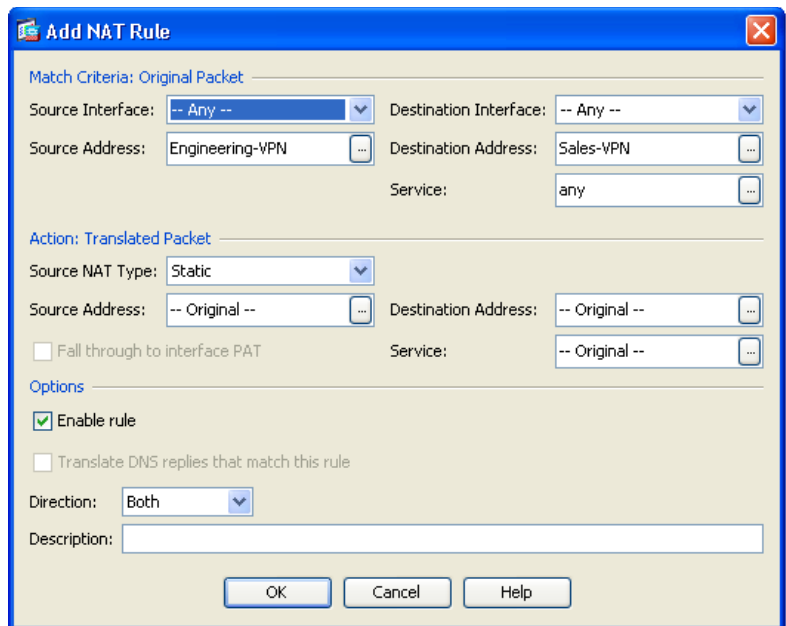 Add NAT Rule
Match Criteria: Original Packet
Source Interface: -- Any -- Destination Interface: -- Any --
Source Address: Engineering-VPN ... Destination Address: Sales-VPN ...
Service: any ...
Action: Translated Packet
Source NAT Type: Static
Source Address: -- Original -- ... Destination Address: -- Original -- ...
Fall through to interface PAT Service: -- Original -- ...
Options
Enable rule
Translate DNS replies that match this rule
Direction: Both
Description:
OK Cancel Help